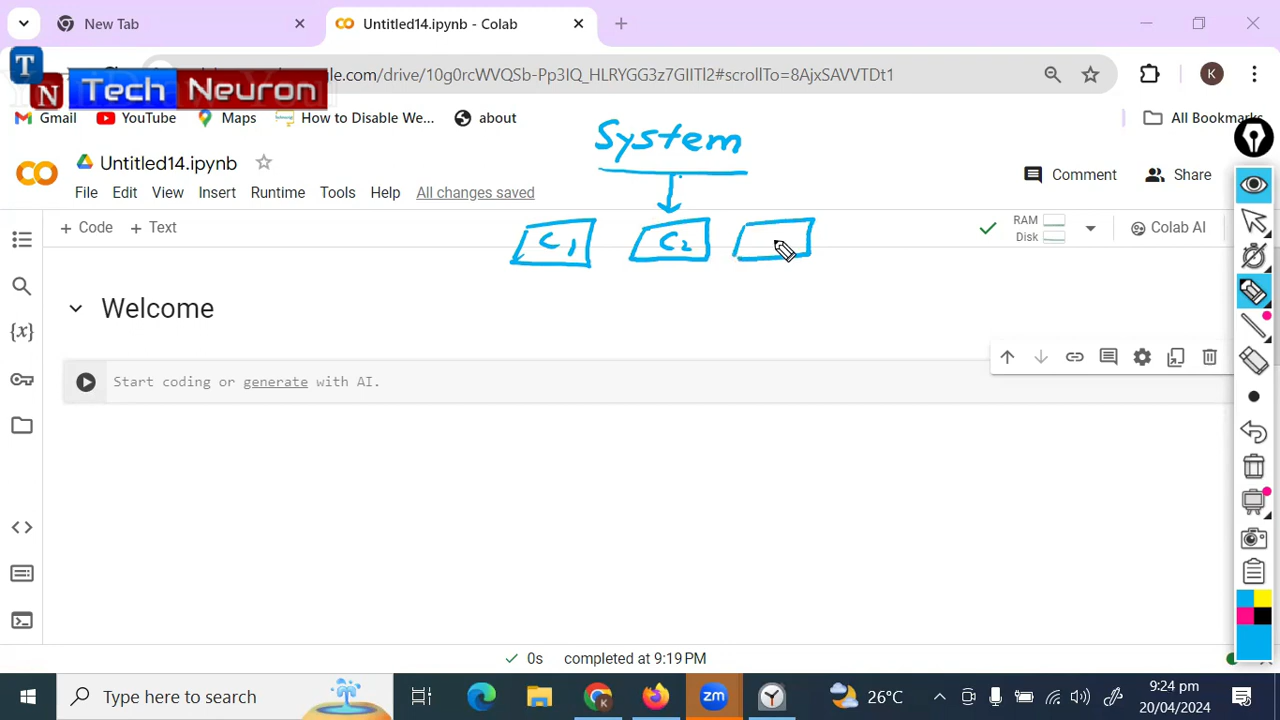 New Tab
Untitled14.ipynb - Colab
T
N
Tech Neuron
le.com/drive/10g0rcWVQSb-Pp3IQ_HLRYGG3z7GIITl2#scrollTo=8AjxSAVVTDt1
K
Gmail
YouTube
Maps
How to Disable We...
about
All Bookmarks
System
Untitled14.ipynb
File Edit View Insert Runtime Tools Help All changes saved
Comment
Share
+ Code + Text
C1
C2
RAM
Disk
Colab AI
Welcome
{x}
Start coding or generate with AI.
0s completed at 9:19 PM
Type here to search
zm
26°C
9:24 pm
20/04/2024